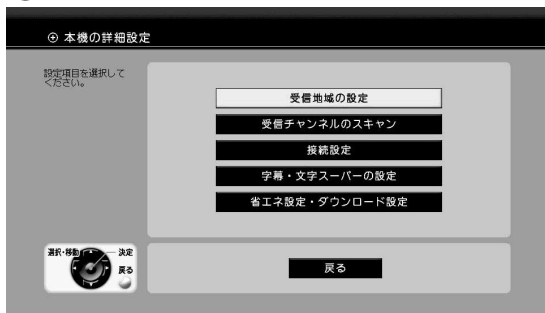 本機の詳細設定
設定項目を選択して
ください。
受信地域の設定
受信チャンネルのスキャン
接続設定
字幕・文字スーパーの設定
省エネ設定・ダウンロード設定
選択・移動
決定
戻る
戻る